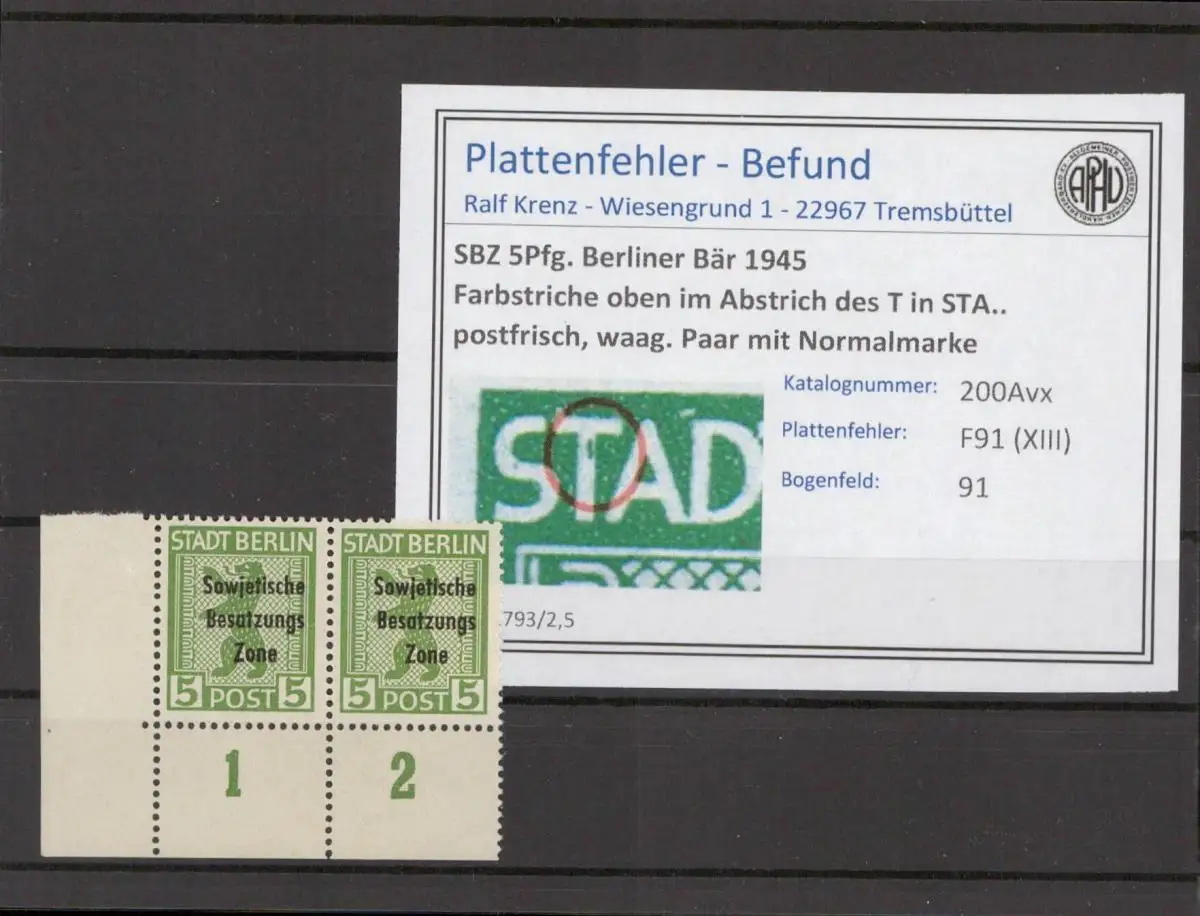 Plattenfehler - Befund
Ralf Krenz - Wiesengrund 1 - 22967 Tremsbüttel
APHV
SBZ 5Pfg. Berliner Bär 1945
Farbstriche oben im Abstrich des T in STA..
postfrisch, waag. Paar mit Normalmarke
Katalognummer: 200Avx
Plattenfehler: F91 (XIII)
Bogenfeld: 91
STAD
793/2,5
STADT BERLIN
Sowjetische
Besatzungs
Zone
5 POST 5
1
STADT BERLIN
Sowjetische
Besatzungs
Zone
5 POST 5
2